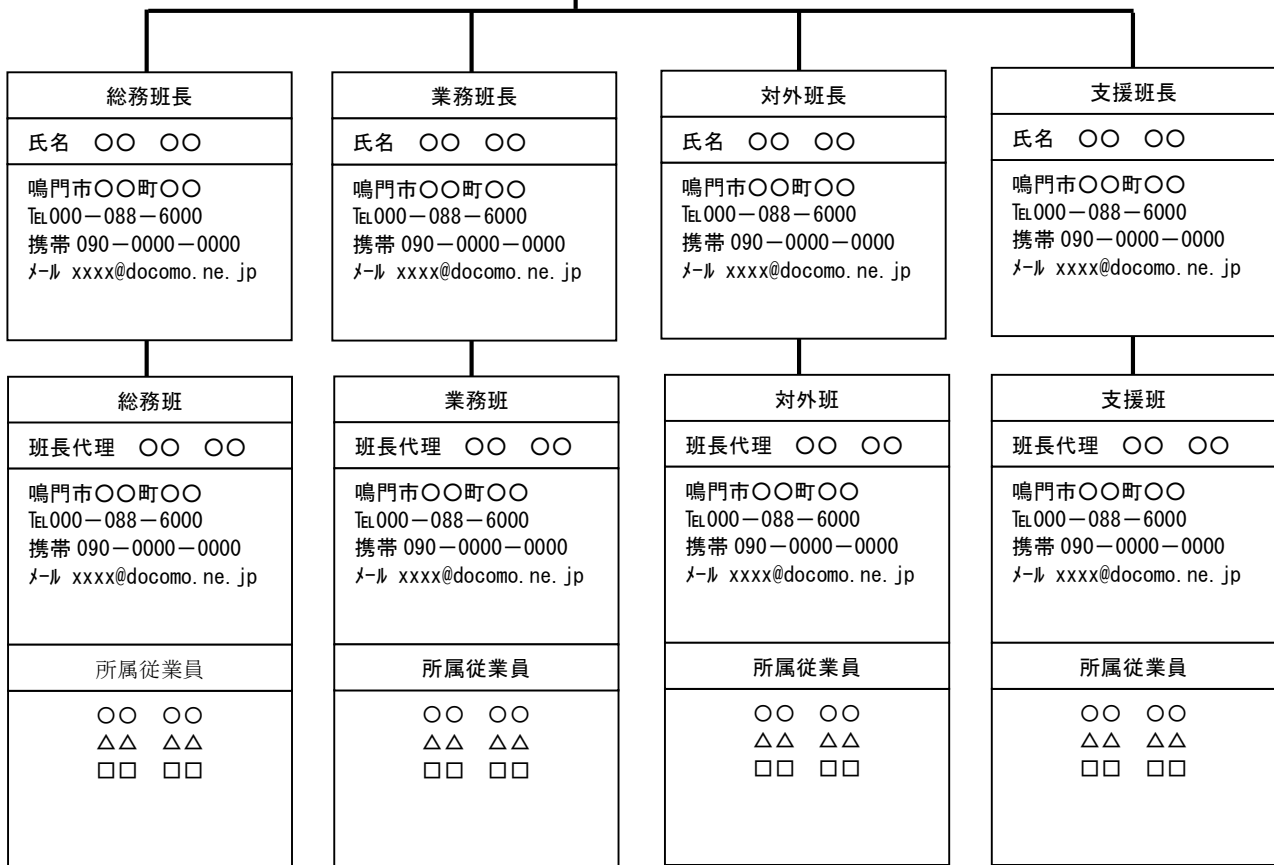 総務班長
氏名　〇〇　〇〇
鳴門市〇〇町〇〇
℡000－088－6000
携帯 090－0000－0000
ﾒｰﾙ xxxx@docomo.ne.jp
業務班長
氏名　〇〇　〇〇
鳴門市〇〇町〇〇
℡000－088－6000
携帯 090－0000－0000
ﾒｰﾙ xxxx@docomo.ne.jp
対外班長
氏名　〇〇　〇〇
鳴門市〇〇町〇〇
℡000－088－6000
携帯 090－0000－0000
ﾒｰﾙ xxxx@docomo.ne.jp
支援班長
氏名　〇〇　〇〇
鳴門市〇〇町〇〇
℡000－088－6000
携帯 090－0000－0000
ﾒｰﾙ xxxx@docomo.ne.jp
総務班
班長代理　〇〇　〇〇
鳴門市〇〇町〇〇
℡000－088－6000
携帯 090－0000－0000
ﾒｰﾙ xxxx@docomo.ne.jp
所属従業員
○○　○○
△△　△△
□□　□□
業務班
班長代理　〇〇　〇〇
鳴門市〇〇町〇〇
℡000－088－6000
携帯 090－0000－0000
ﾒｰﾙ xxxx@docomo.ne.jp
所属従業員
○○　○○
△△　△△
□□　□□
対外班
班長代理　〇〇　〇〇
鳴門市〇〇町〇〇
℡000－088－6000
携帯 090－0000－0000
ﾒｰﾙ xxxx@docomo.ne.jp
所属従業員
○○　○○
△△　△△
□□　□□
支援班
班長代理　〇〇　〇〇
鳴門市〇〇町〇〇
℡000－088－6000
携帯 090－0000－0000
ﾒｰﾙ xxxx@docomo.ne.jp
所属従業員
○○　○○
△△　△△
□□　□□